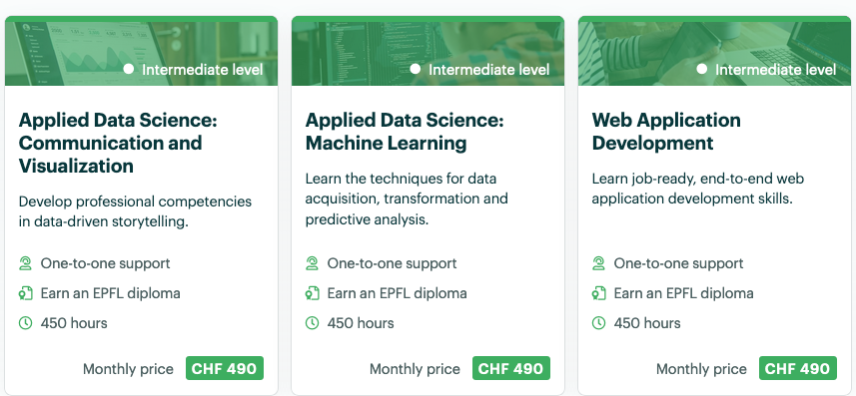 Intermediate level
Applied Data Science:
Communication and
Visualization
Develop professional competencies
in data-driven storytelling.
One-to-one support
Earn an EPFL diploma
450 hours
Monthly price CHF 490
Intermediate level
Applied Data Science:
Machine Learning
Learn the techniques for data
acquisition, transformation and
predictive analysis.
One-to-one support
Earn an EPFL diploma
450 hours
Monthly price CHF 490
Intermediate level
Web Application
Development
Learn job-ready, end-to-end web
application development skills.
One-to-one support
Earn an EPFL diploma
450 hours
Monthly price CHF 490